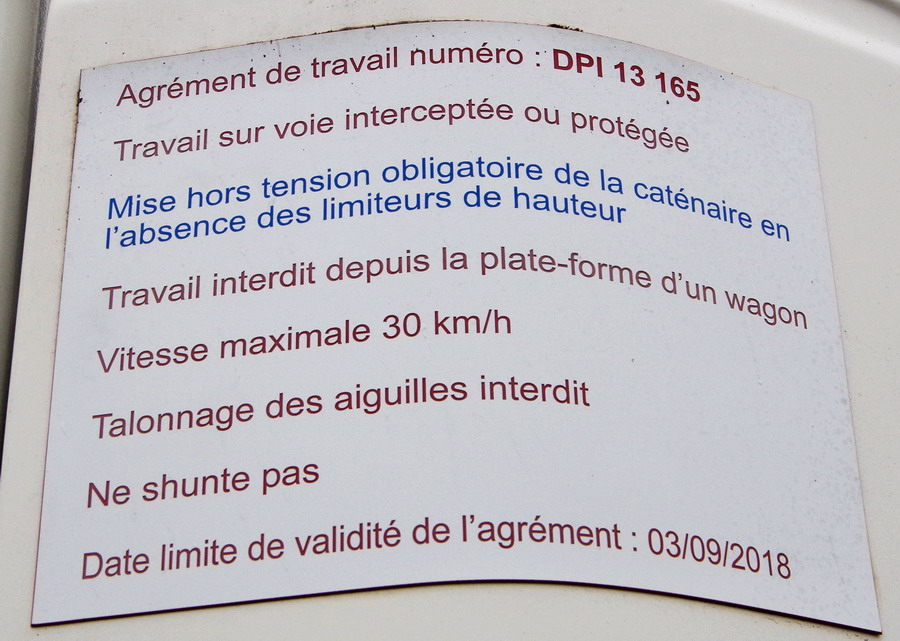 Agrément de travail numéro : DPI 13 165
Travail sur voie interceptée ou protégée
Mise hors tension obligatoire de la caténaire en
l'absence des limiteurs de hauteur
Travail interdit depuis la plate-forme d'un wagon
Vitesse maximale 30 km/h
Talonnage des aiguilles interdit
Ne shunte pas
Date limite de validité de l'agrément : 03/09/2018